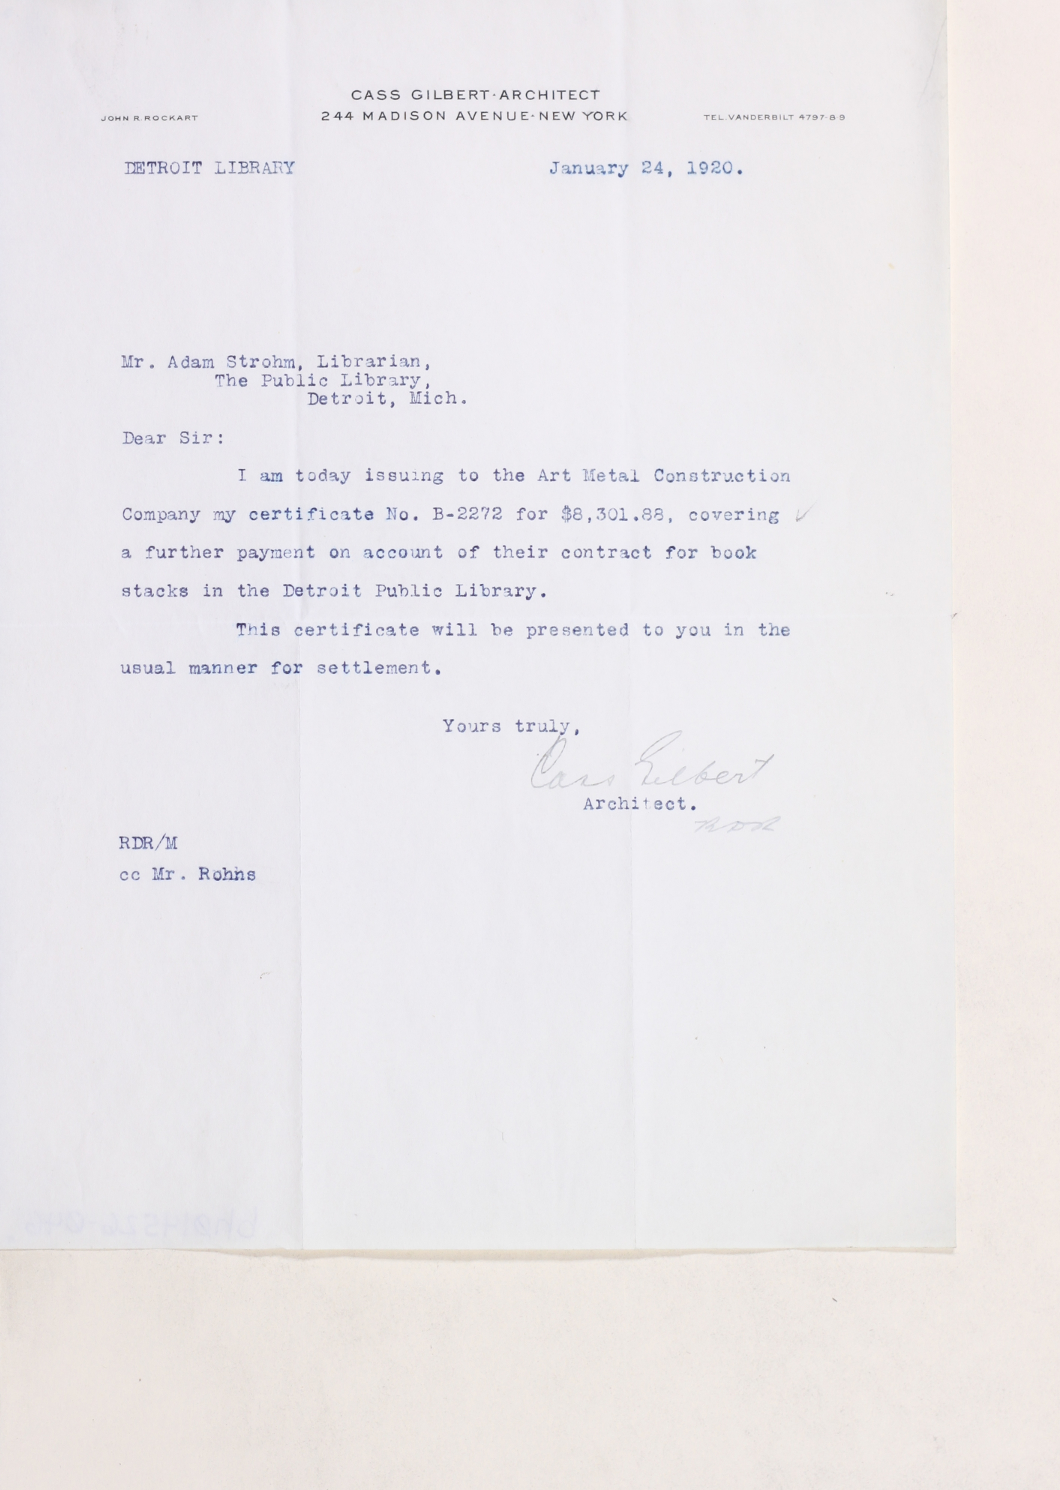 CASS GILBERT·ARCHITECT
JOHN R. ROCKART 244 MADISON AVENUE·NEW YORK TEL. VANDERBILT 4797-89
DETROIT LIBRARY January 24, 1920.
Mr. Adam Strohm, Librarian,
The Public Library,
Detroit, Mich.
Dear Sir:
I am today issuing to the Art Metal Construction
Company my certificate No. B-2272 for $8,301.88, covering
a further payment on account of their contract for book
stacks in the Detroit Public Library.
This certificate will be presented to you in the
usual manner for settlement.
Yours truly,
Cass Gilbert
Architect.
RDR
RDR/M
cc Mr. Rohns